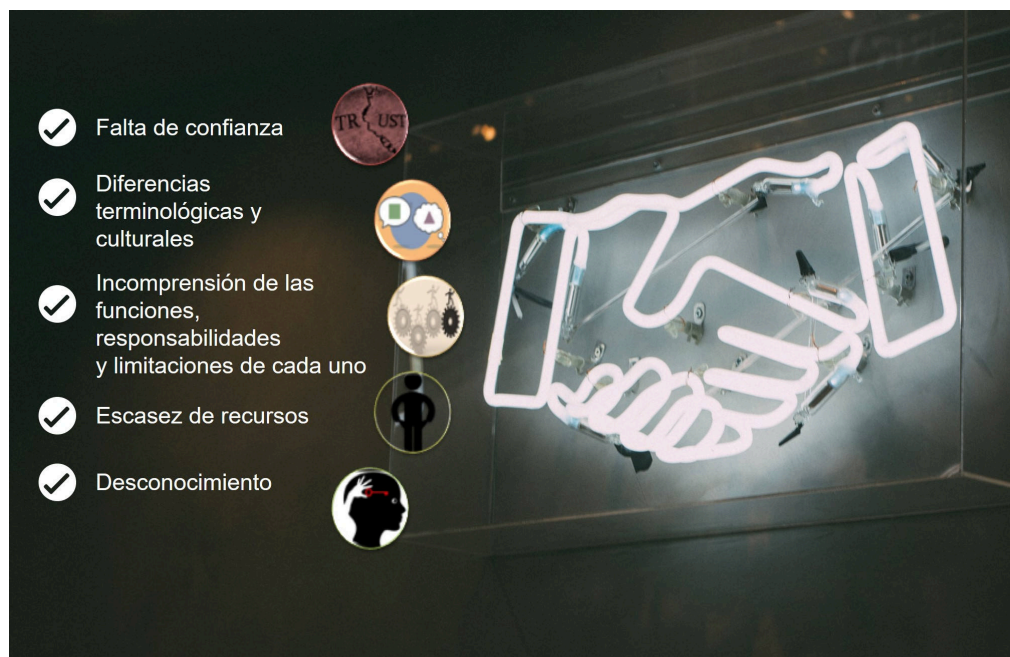 Falta de confianza
TR UST
Diferencias
terminológicas y
culturales
Incomprensión de las
funciones,
responsabilidades
y limitaciones de cada uno
Escasez de recursos
Desconocimiento